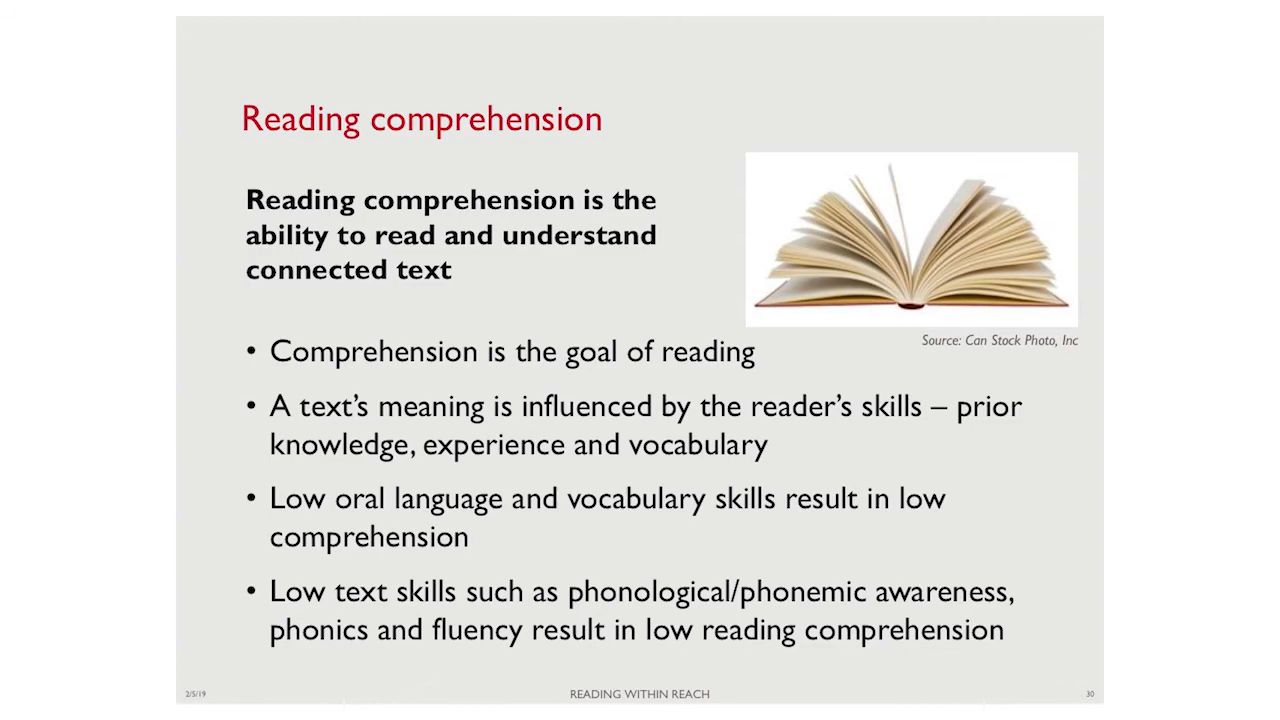 Reading comprehension
Reading comprehension is the
ability to read and understand
connected text
Source: Can Stock Photo, Inc
• Comprehension is the goal of reading
• A text’s meaning is influenced by the reader’s skills – prior
knowledge, experience and vocabulary
• Low oral language and vocabulary skills result in low
comprehension
• Low text skills such as phonological/phonemic awareness,
phonics and fluency result in low reading comprehension
2/5/19
READING WITHIN REACH
30